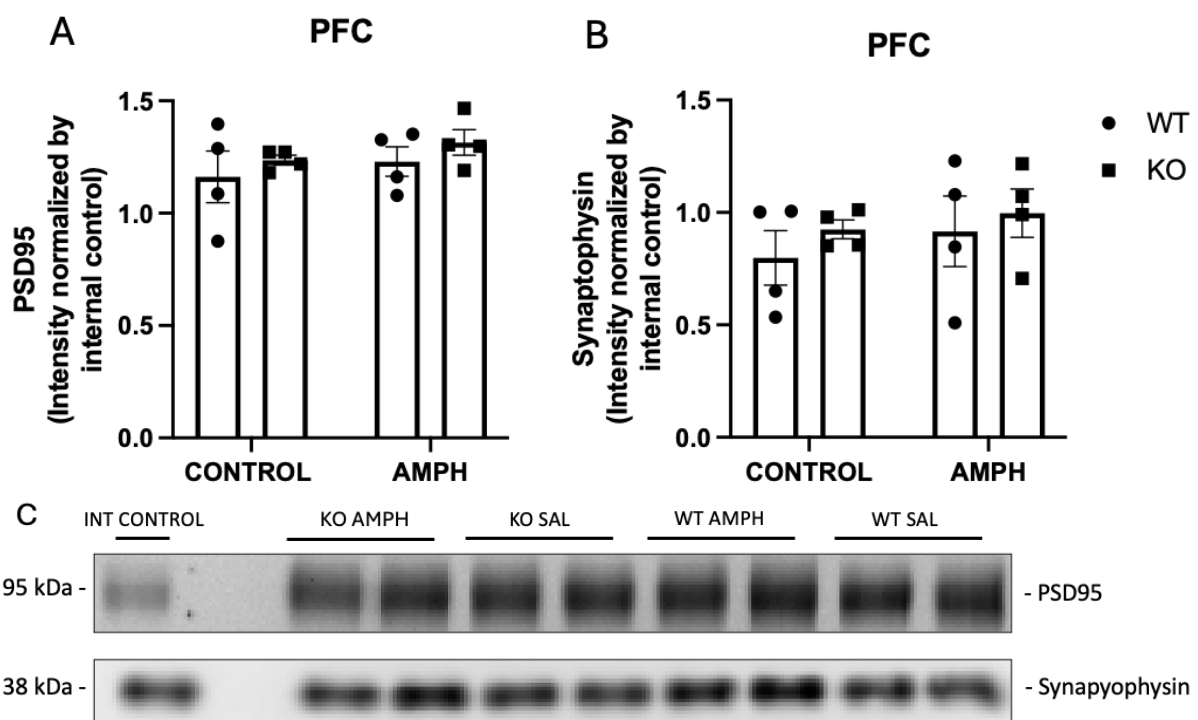 A
PFC
PSD95
(Intensity normalized by
internal control)
1.5
1.0
0.5
0.0
CONTROL
AMPH
B
PFC
Synaptophysin
(Intensity normalized by
internal control)
1.5
1.0
0.5
0.0
CONTROL
AMPH
WT
KO
C
INT CONTROL
KO AMPH
KO SAL
WT AMPH
WT SAL
95 kDa -
- PSD95
38 kDa -
- Synapyophysin